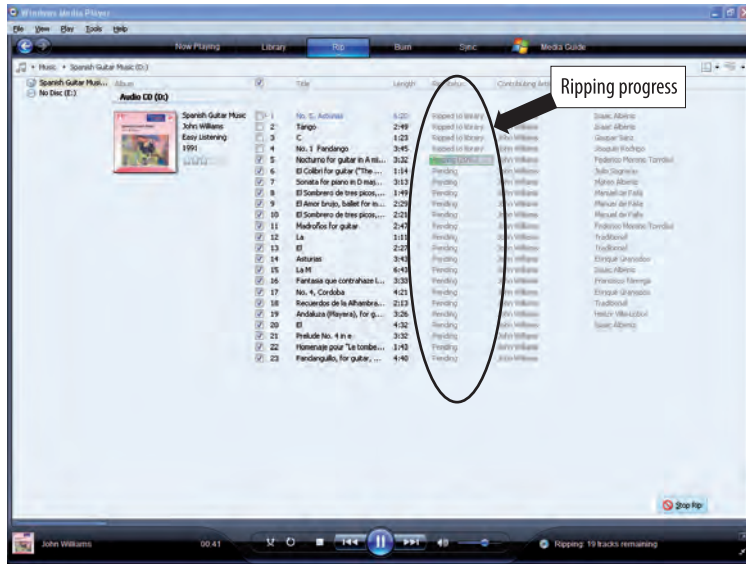 Windows Media Player
File View Play Tools Help
Now Playing Library Rip Burn Sync Media Guide
Music Spanish Guitar Music (D:)
Spanish Guitar Musi...
No Disc (E:)
Album Title Length Rip Status Contributing Artist
Ripping progress
Audio CD (D:)
Spanish Guitar Music
John Williams
Easy Listening
1991
1 No. 5, Asturias 6:20 Ripped to library Isaac Albéniz
2 Tango 2:49 Ripped to library John Williams Isaac Albéniz
3 C 1:23 Ripped to library John Williams Gaspar Sanz
4 No. 1 Fandango 3:45 Ripped to library John Williams Joaquin Rodrigo
5 Nocturno for guitar in A mi... 3:32 John Williams Federico Moreno Torroba
6 El Colibri for guitar ("The ... 1:14 Pending John Williams Julio Sagreras
7 Sonata for piano in D maj... 3:13 Pending John Williams Mateo Albéniz
8 El Sombrero de tres picos,... 1:49 Pending John Williams Manuel de Falla
9 El Amor brujo, ballet for m... 2:29 Pending John Williams Manuel de Falla
10 El Sombrero de tres picos,... 2:21 Pending John Williams Manuel de Falla
11 Madroños for guitar 2:47 Pending John Williams Federico Moreno Torroba
12 La 1:11 Pending John Williams Traditional
13 El 2:27 Pending John Williams Traditional
14 Asturias 3:43 Pending John Williams Enrique Granados
15 La M 6:43 Pending John Williams Isaac Albéniz
16 Fantasia que contrahaze l... 3:33 Pending John Williams Francisco Tárrega
17 No. 4, Cordoba 4:21 Pending John Williams Enrique Granados
18 Recuerdos de la Alhambra... 2:13 Pending John Williams Traditional
19 Andaluza (Playera), for g... 3:26 Pending John Williams Heitor Villa-Lobos
20 El 4:32 Pending John Williams Isaac Albéniz
21 Prelude No. 4 in e 3:32 Pending John Williams
22 Homenaje pour "Le tombe... 1:43 Pending John Williams
23 Fandanguillo, for guitar, ... 4:40 Pending John Williams
Stop Rip
John Williams 00:41 Ripping: 19 tracks remaining